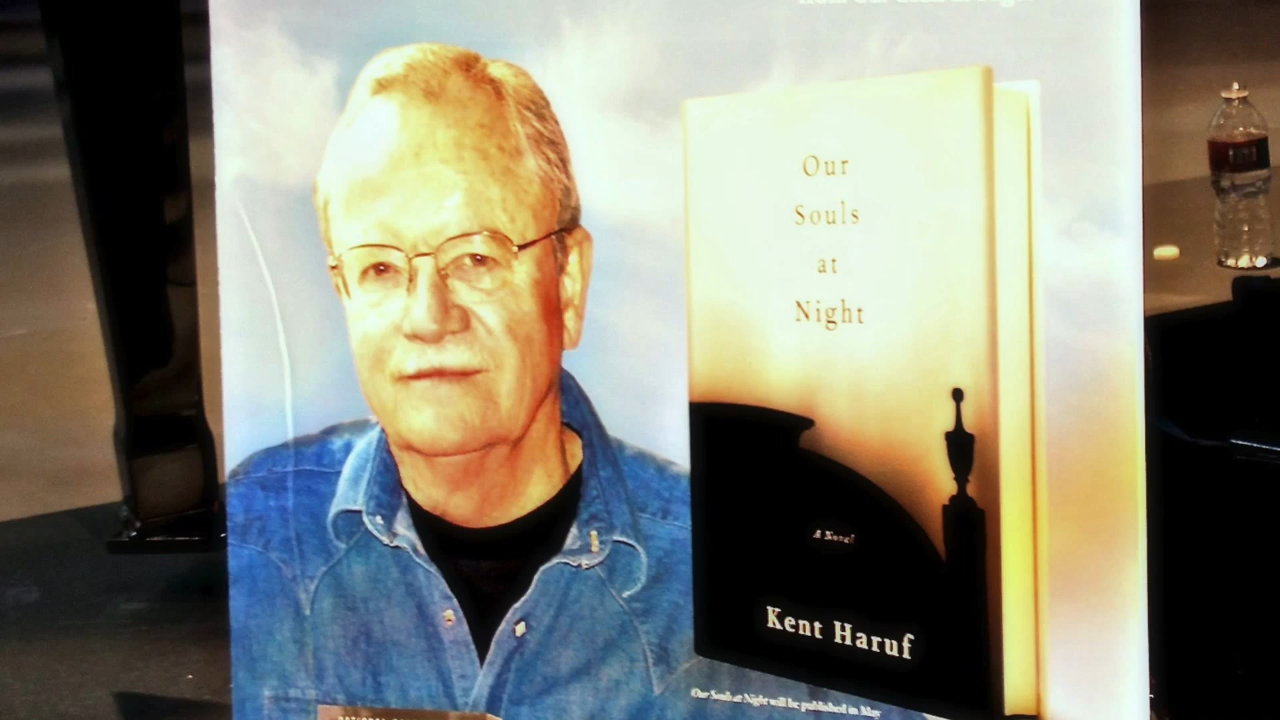 Our
Souls
at
Night
A Novel
Kent Haruf
Our Souls at Night will be published in May